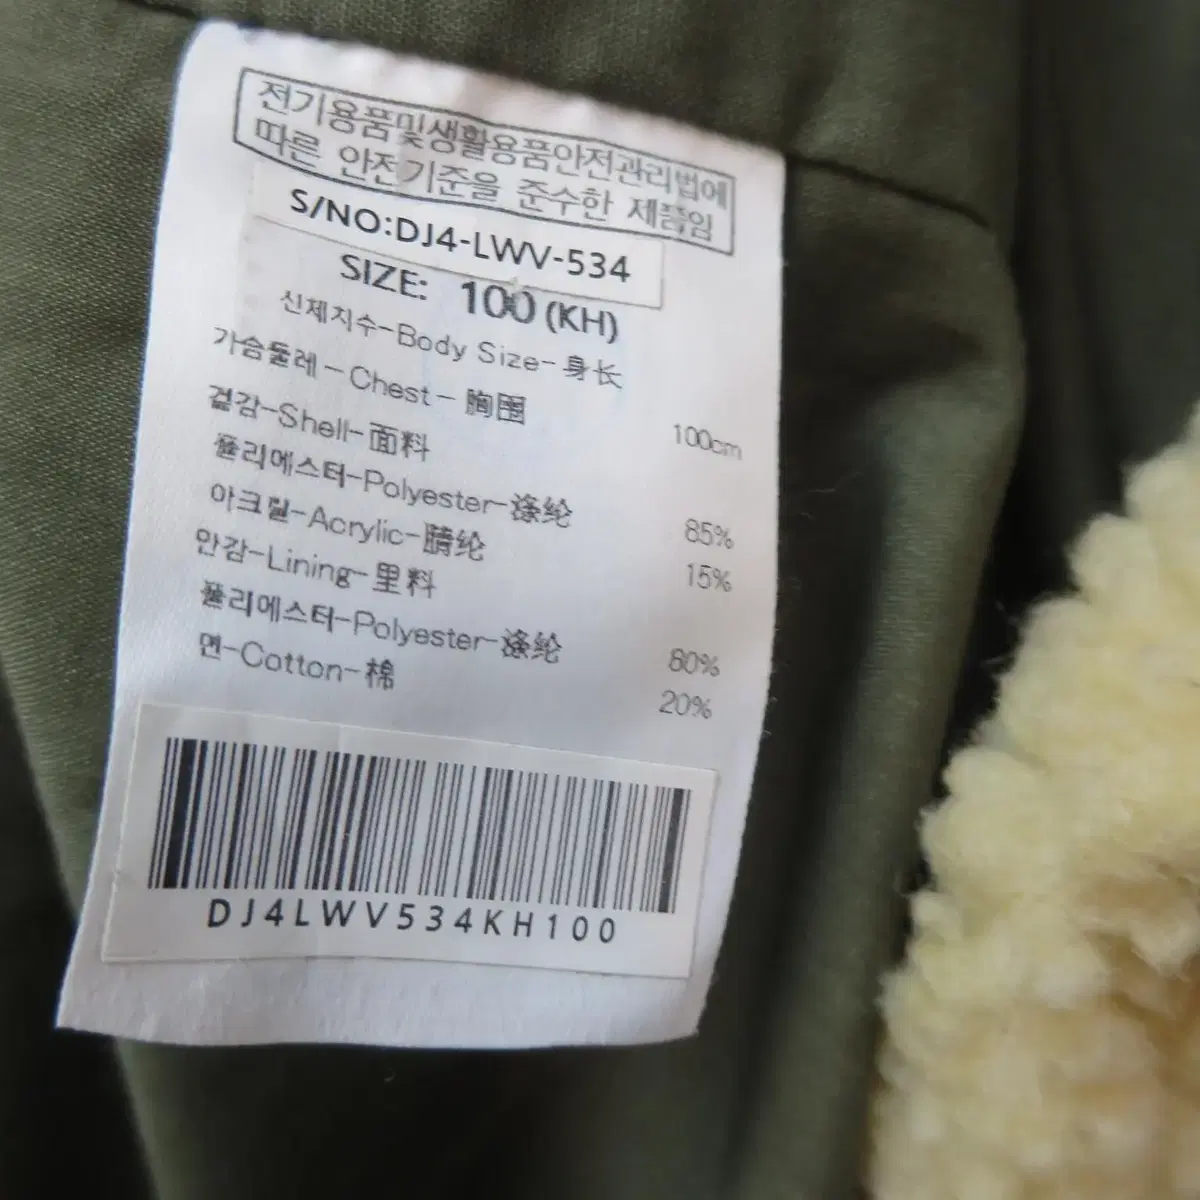 전기용품및생활용품안전관리법에
따른 안전기준을 준수한 제품임
S/NO:DJ4-LWV-534
SIZE: 100 (KH)
신체치수-Body Size-身长
가슴둘레-Chest-胸围 100cm
겉감-Shell-面料
폴리에스터-Polyester-涤纶 85%
아크릴-Acrylic-腈纶 15%
안감-Lining-里料
폴리에스터-Polyester-涤纶 80%
면-Cotton-棉 20%
DJ4LWV534KH100